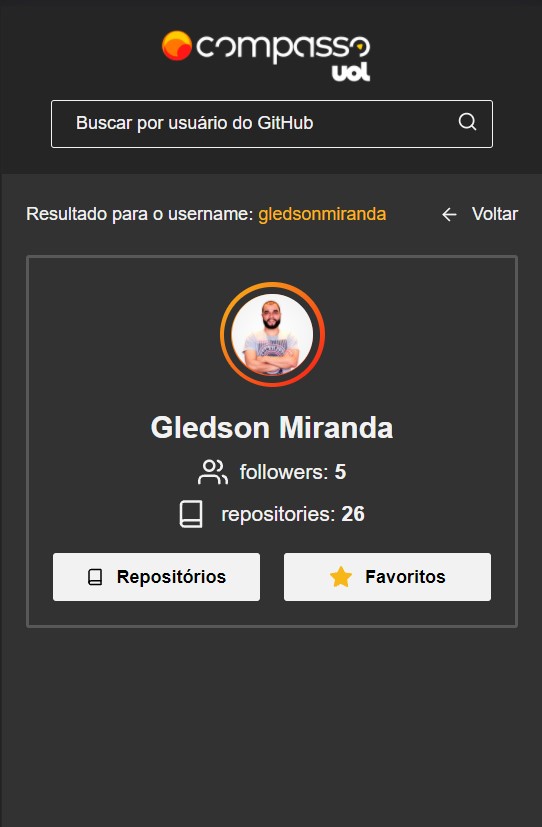 compasso
uol
Buscar por usuário do GitHub
Resultado para o username: gledsonmiranda
Voltar
Gledson Miranda
followers: 5
repositories: 26
Repositórios
Favoritos